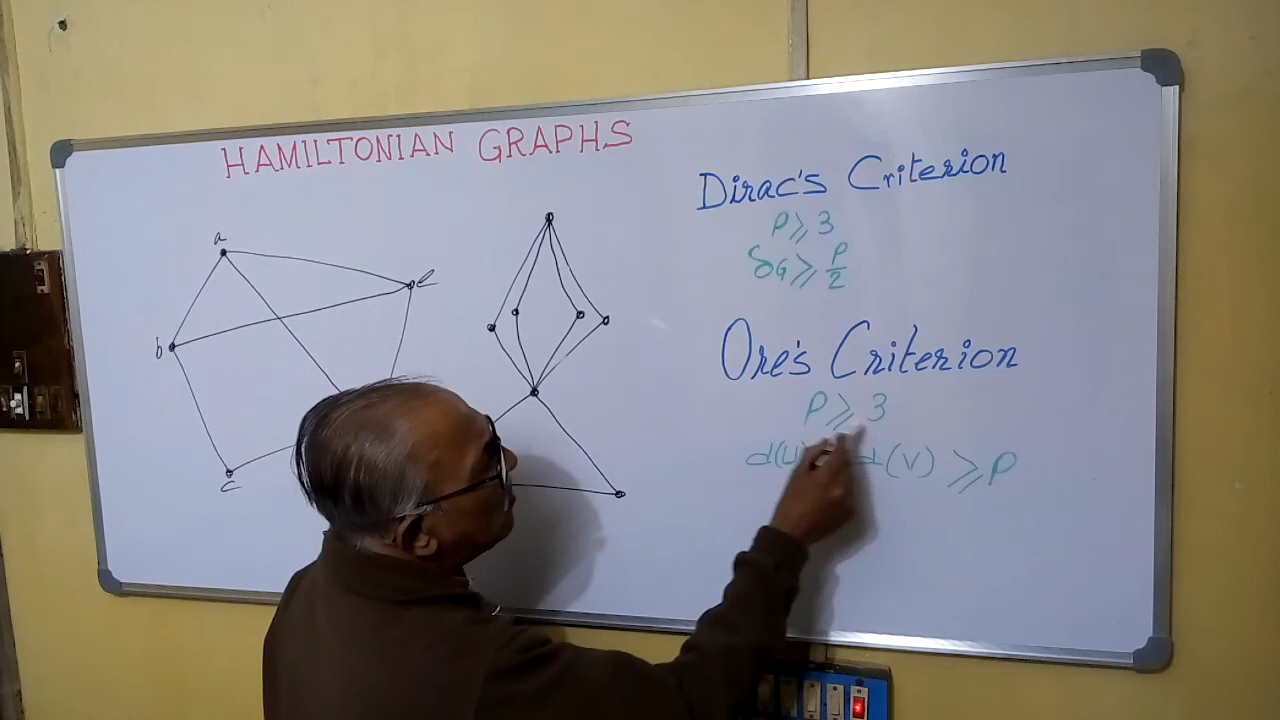 HAMILTONIAN GRAPHS
a
e
b
c
Dirac's Criterion
P ≥ 3
δG ≥ P/2
Ore's Criterion
P ≥ 3
d(u) d(v) ≥ P